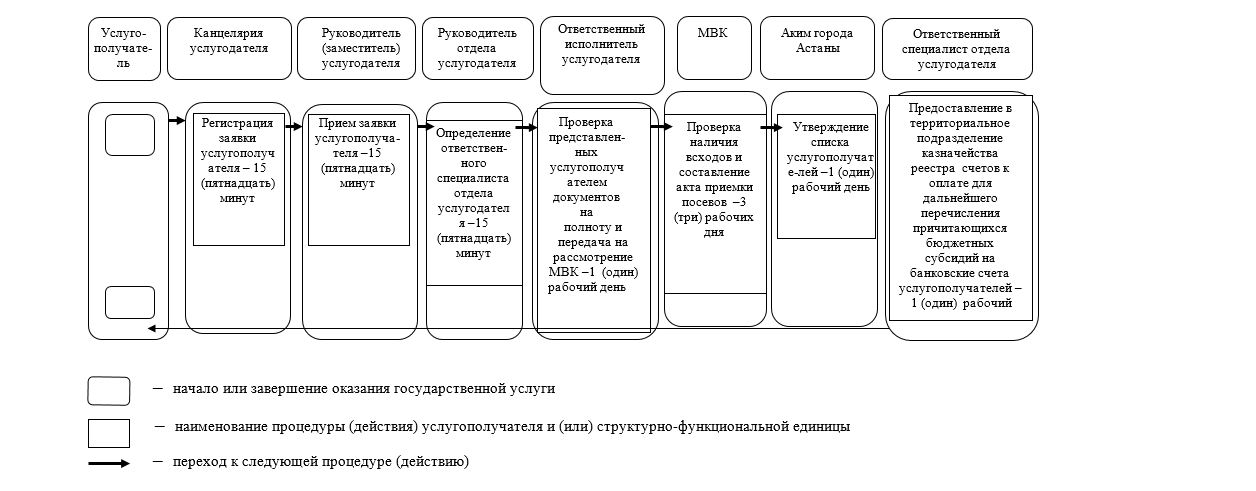 Услуго-
получате-
ль
Канцелярия
услугодателя
Руководитель
(заместитель)
услугодателя
Руководитель
отдела
услугодателя
Ответственный
исполнитель
услугодателя
МВК
Аким города
Астаны
Ответственный
специалист отдела
услугодателя
Регистрация
заявки
услугополуч
ателя – 15
(пятнадцать)
минут
Прием заявки
услугополуча-
теля –15
(пятнадцать)
минут
Определение
ответствен-
ного
специалиста
отдела
услугодател
я –15
(пятнадцать)
минут
Проверка
представлен-
ных
услугополуч
ателем
документов
на
полноту и
передача на
рассмотрение
МВК –1 (один)
рабочий день
Проверка
наличия
всходов и
составление
акта приемки
посевов –3
(три) рабочих
дня
Утверждение
списка
услугополучат
е-лей –1 (один)
рабочий день
Предоставление в
территориальное
подразделение
казначейства
реестра счетов к
оплате для
дальнейшего
перечисления
причитающихся
бюджетных
субсидий на
банковские счета
услугополучателей –
1 (один) рабочий
– начало или завершение оказания государственной услуги
– наименование процедуры (действия) услугополучателя и (или) структурно-функциональной единицы
– переход к следующей процедуре (действию)